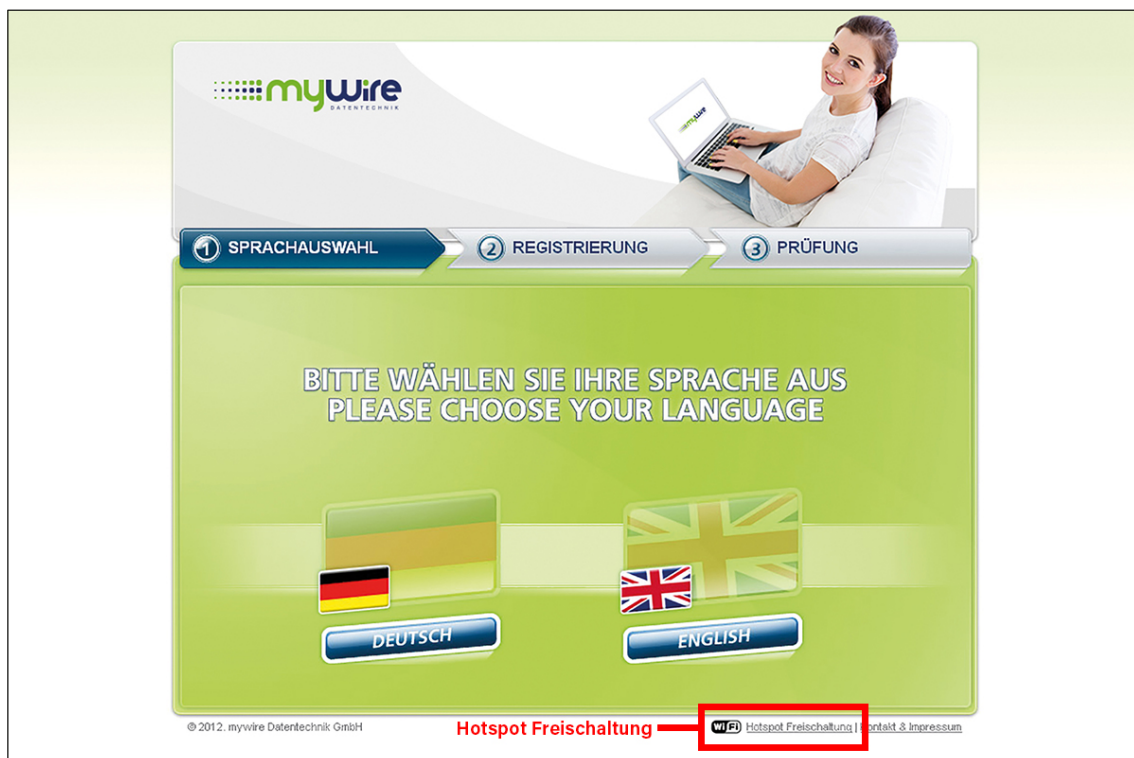 mywire
DATENTECHNIK
mywire
1 SPRACHAUSWAHL 2 REGISTRIERUNG 3 PRÜFUNG
BITTE WÄHLEN SIE IHRE SPRACHE AUS
PLEASE CHOOSE YOUR LANGUAGE
DEUTSCH ENGLISH
© 2012. mywire Datentechnik GmbH Hotspot Freischaltung WiFi Hotspot Freischaltung | Kontakt & Impressum